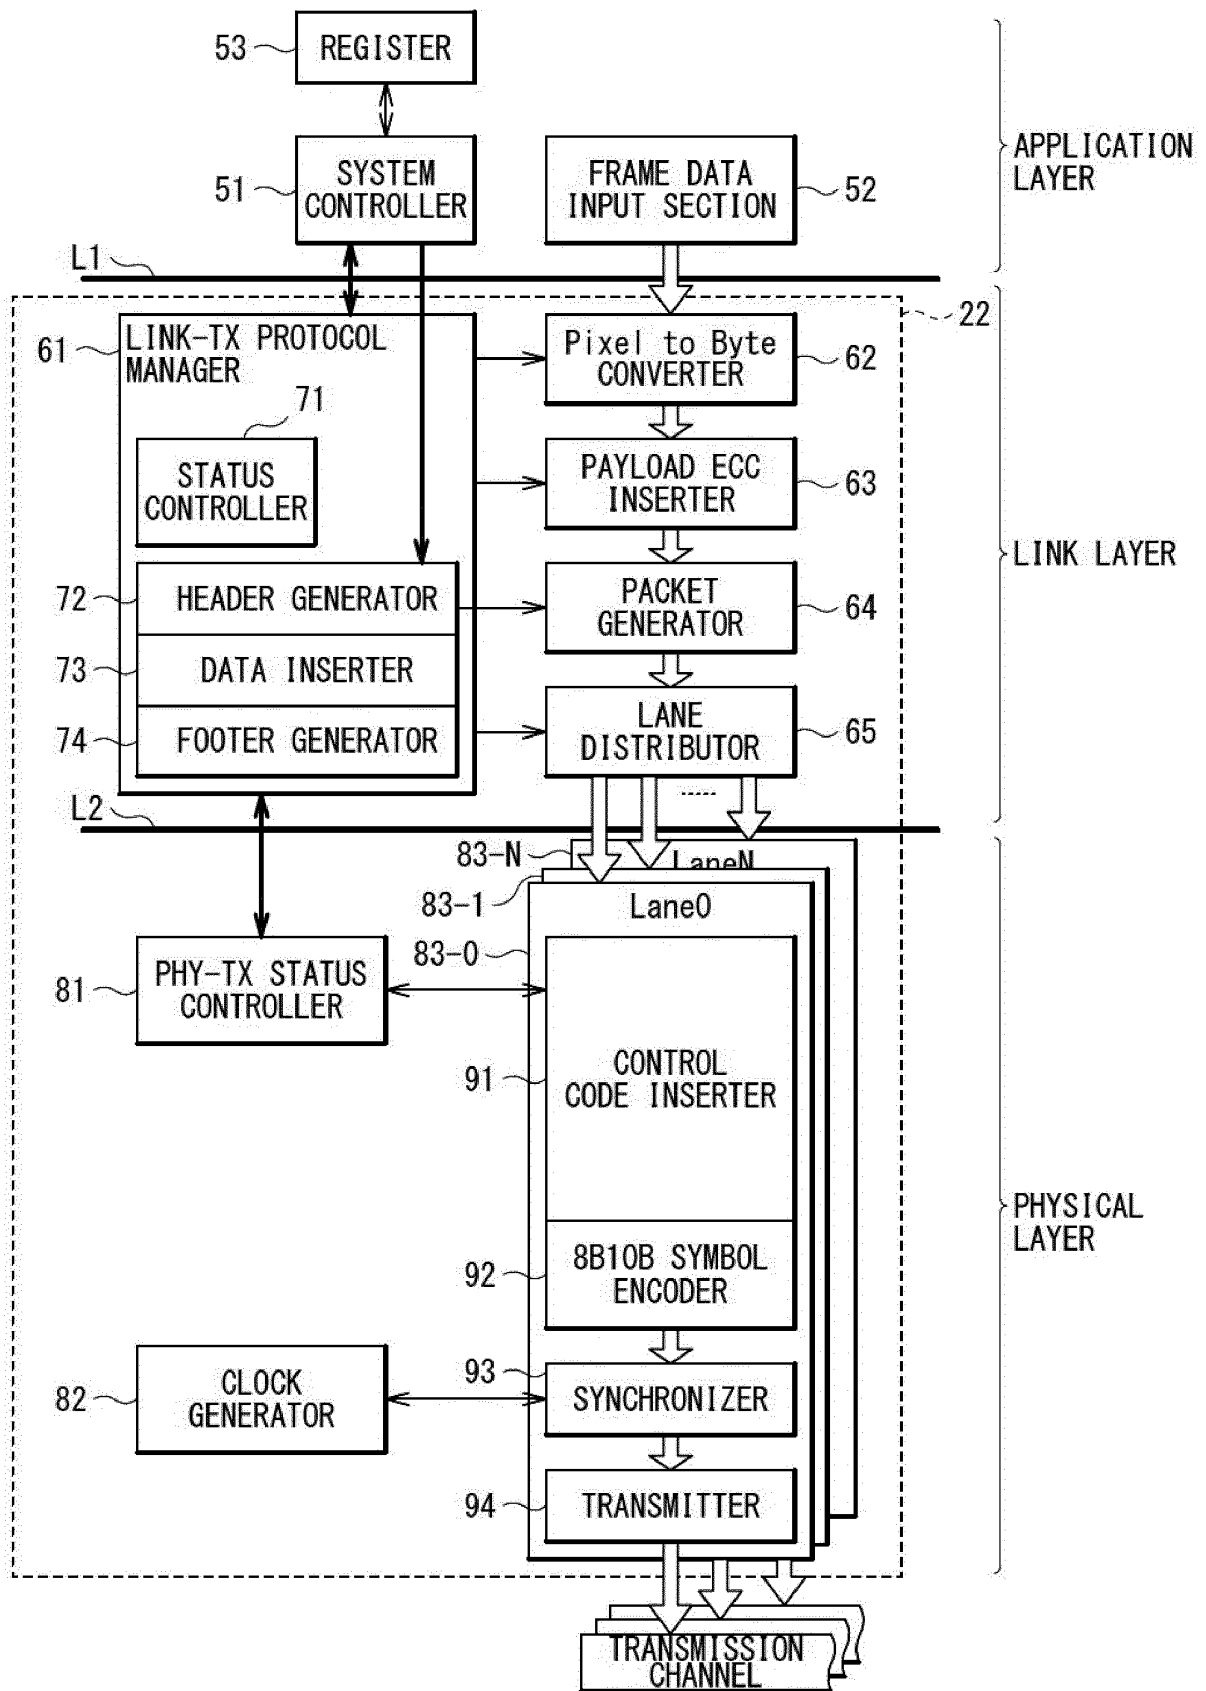 53
REGISTER
51
SYSTEM
CONTROLLER
FRAME DATA
INPUT SECTION
52
APPLICATION
LAYER
L1
22
61
LINK-TX PROTOCOL
MANAGER
Pixel to Byte
CONVERTER
62
71
STATUS
CONTROLLER
PAYLOAD ECC
INSERTER
63
LINK LAYER
72
HEADER GENERATOR
PACKET
GENERATOR
64
73
DATA INSERTER
74
FOOTER GENERATOR
LANE
DISTRIBUTOR
65
L2
83-N
LaneN
83-1
Lane0
83-0
81
PHY-TX STATUS
CONTROLLER
91
CONTROL
CODE INSERTER
PHYSICAL
LAYER
92
8B10B SYMBOL
ENCODER
82
CLOCK
GENERATOR
93
SYNCHRONIZER
94
TRANSMITTER
TRANSMISSION
CHANNEL